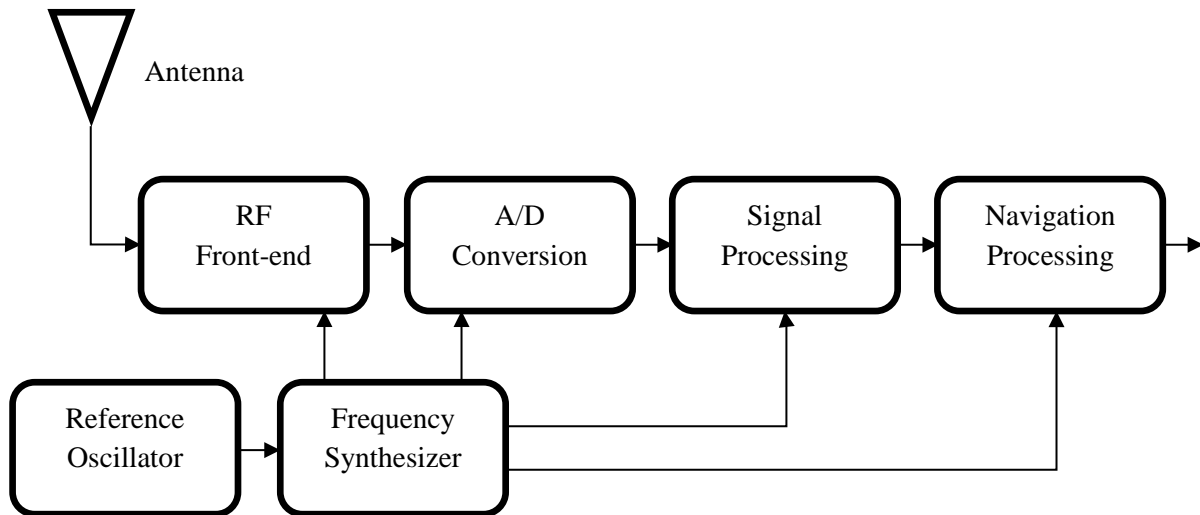 Antenna
RF
Front-end
A/D
Conversion
Signal
Processing
Navigation
Processing
Reference
Oscillator
Frequency
Synthesizer